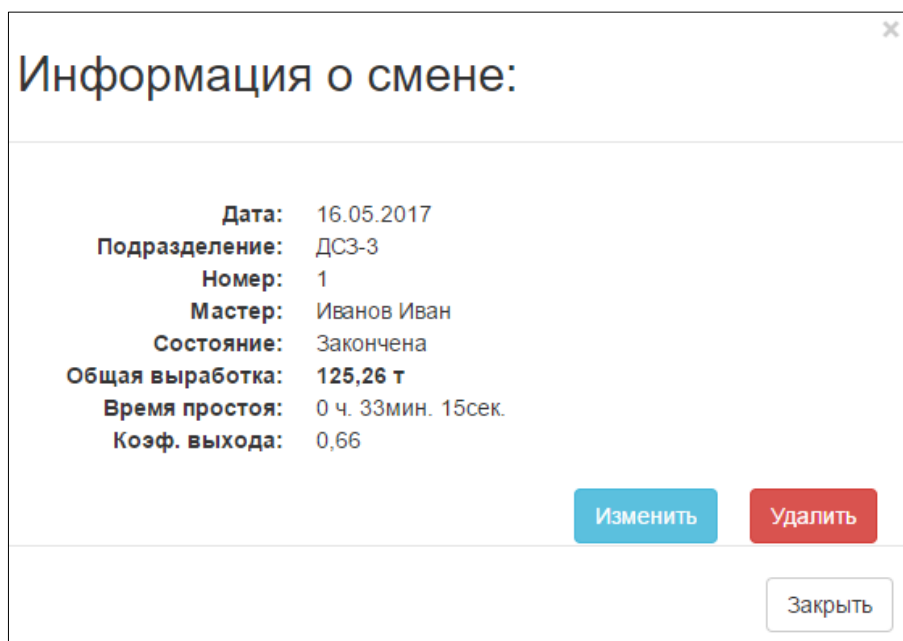 ×
Информация о смене:
Дата: 16.05.2017
Подразделение: ДСЗ-3
Номер: 1
Мастер: Иванов Иван
Состояние: Закончена
Общая выработка: 125,26 т
Время простоя: 0 ч. 33мин. 15сек.
Коэф. выхода: 0,66
Изменить Удалить
Закрыть